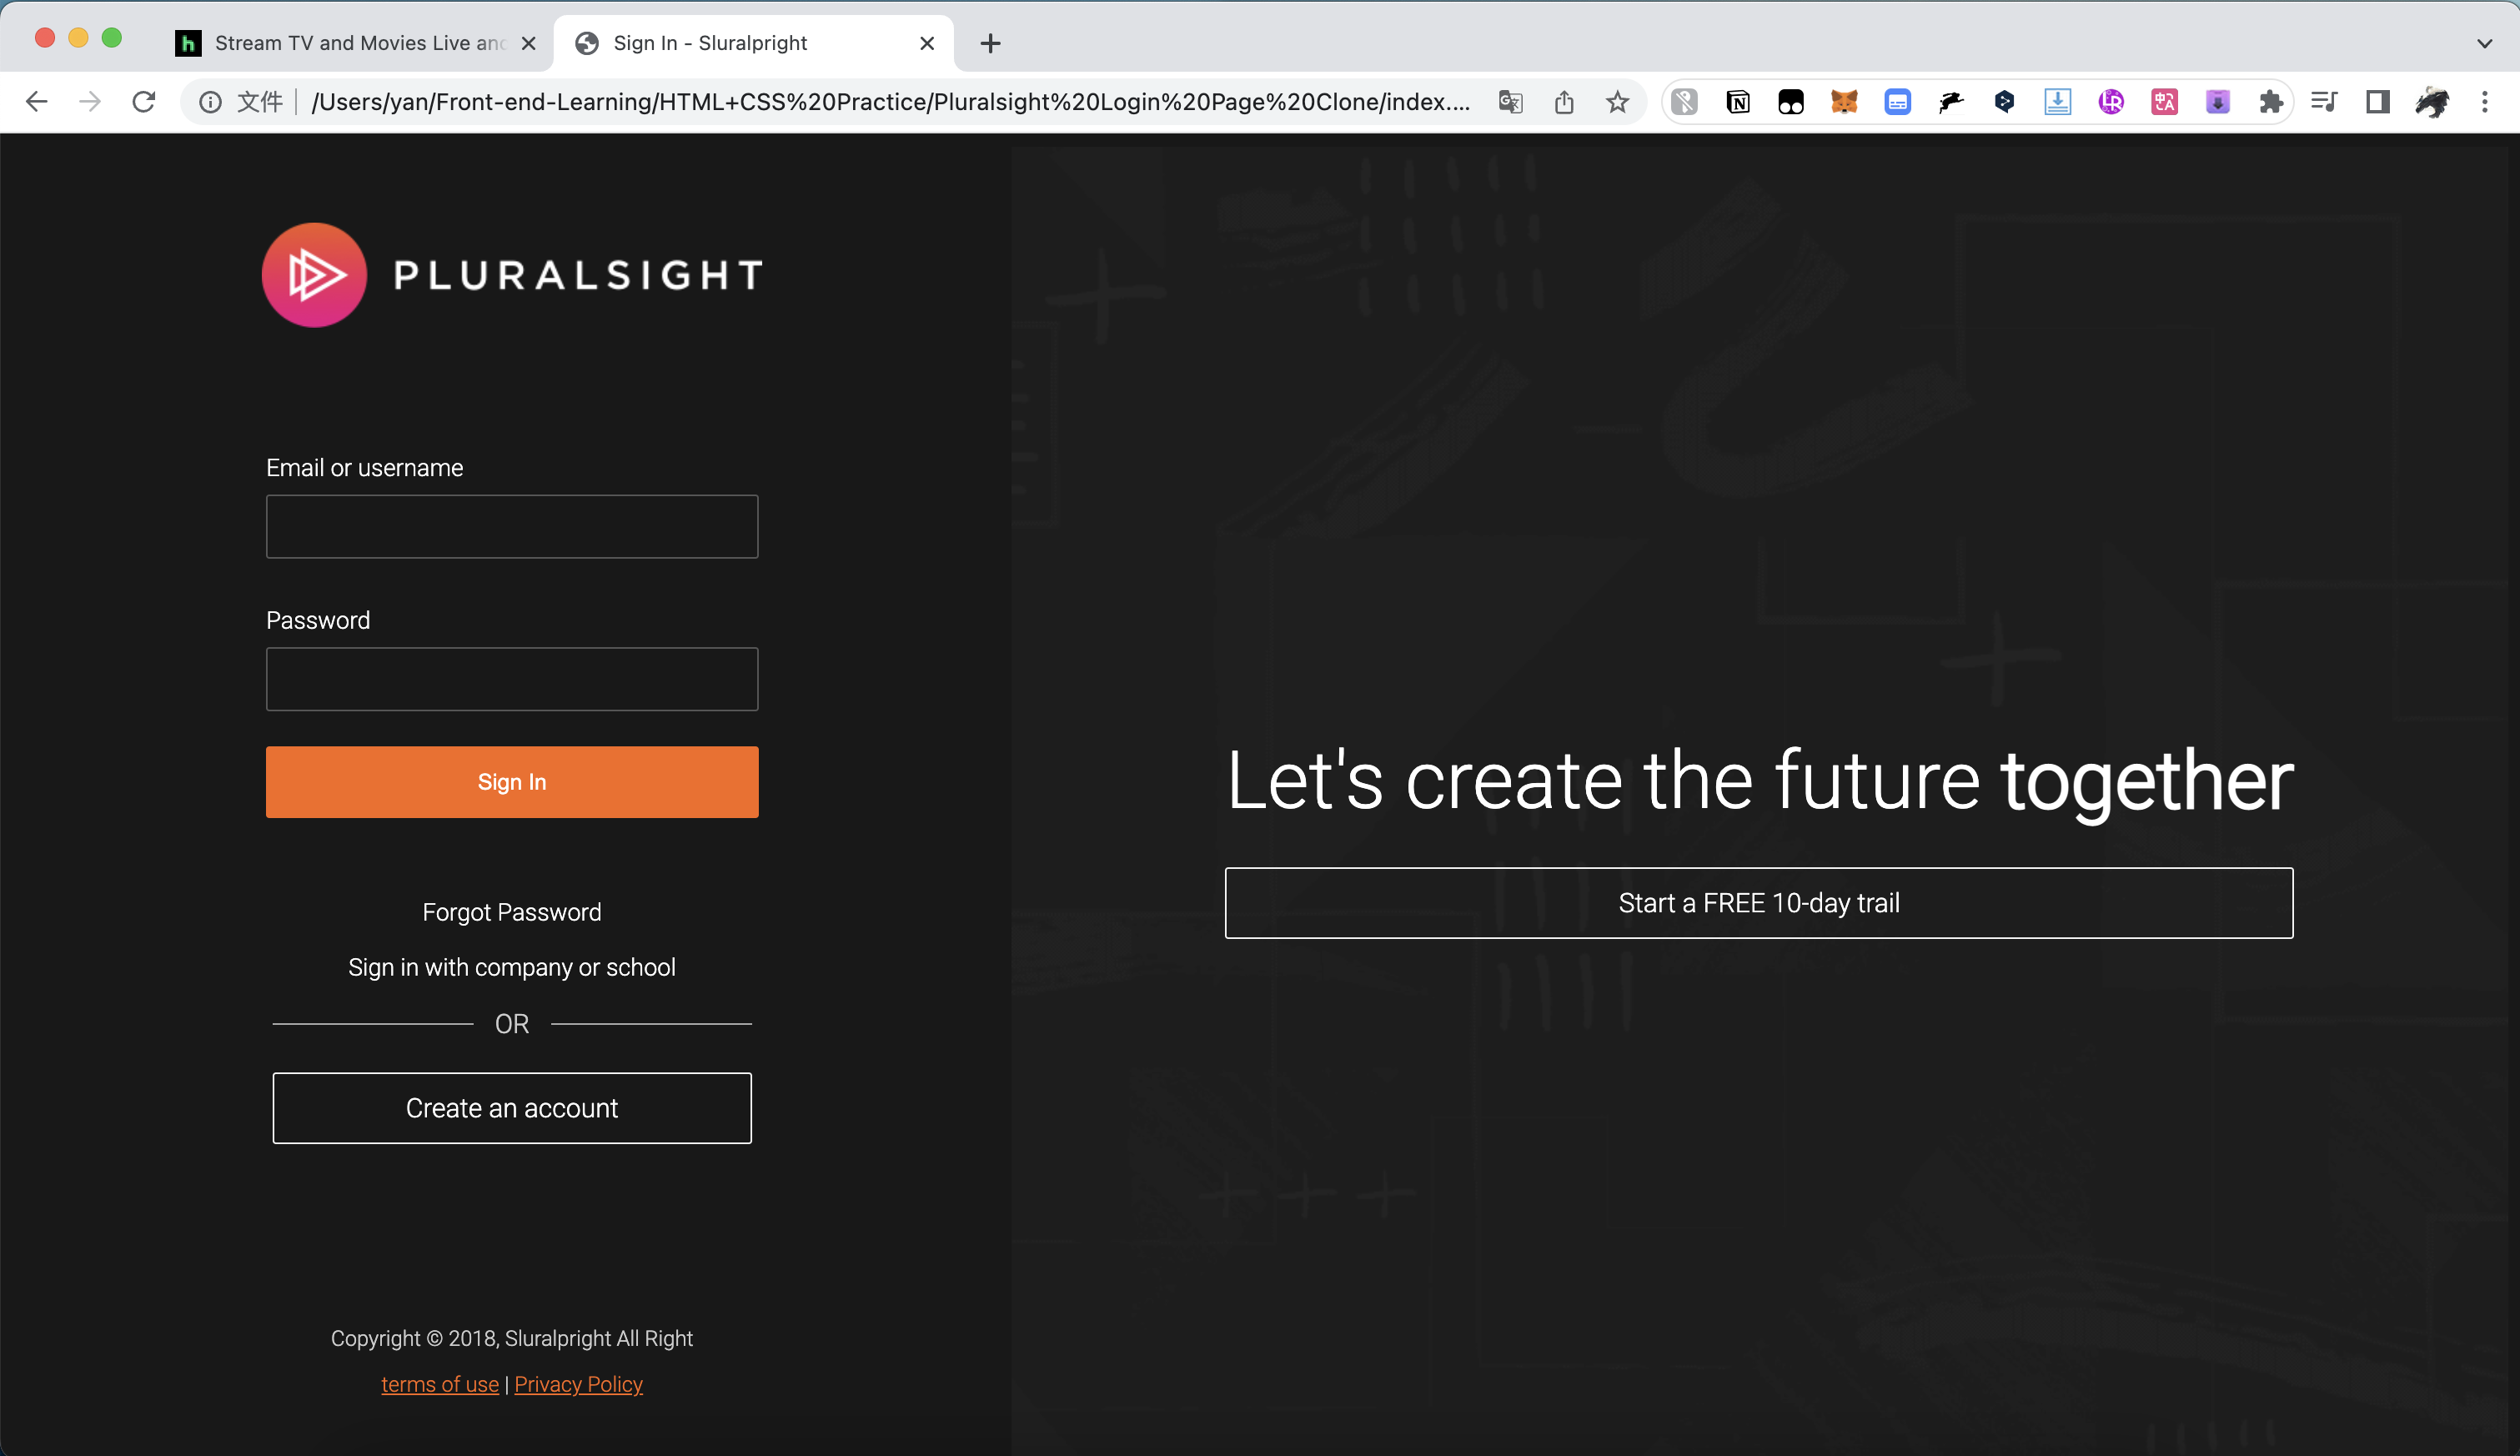 Stream TV and Movies Live and
Sign In - Sluralpright
文件
/Users/yan/Front-end-Learning/HTML+CSS%20Practice/Pluralsight%20Login%20Page%20Clone/index....
PLURALSIGHT
Email or username
Password
Sign In
Forgot Password
Sign in with company or school
OR
Create an account
Copyright © 2018, Sluralpright All Right
terms of use | Privacy Policy
Let's create the future together
Start a FREE 10-day trail